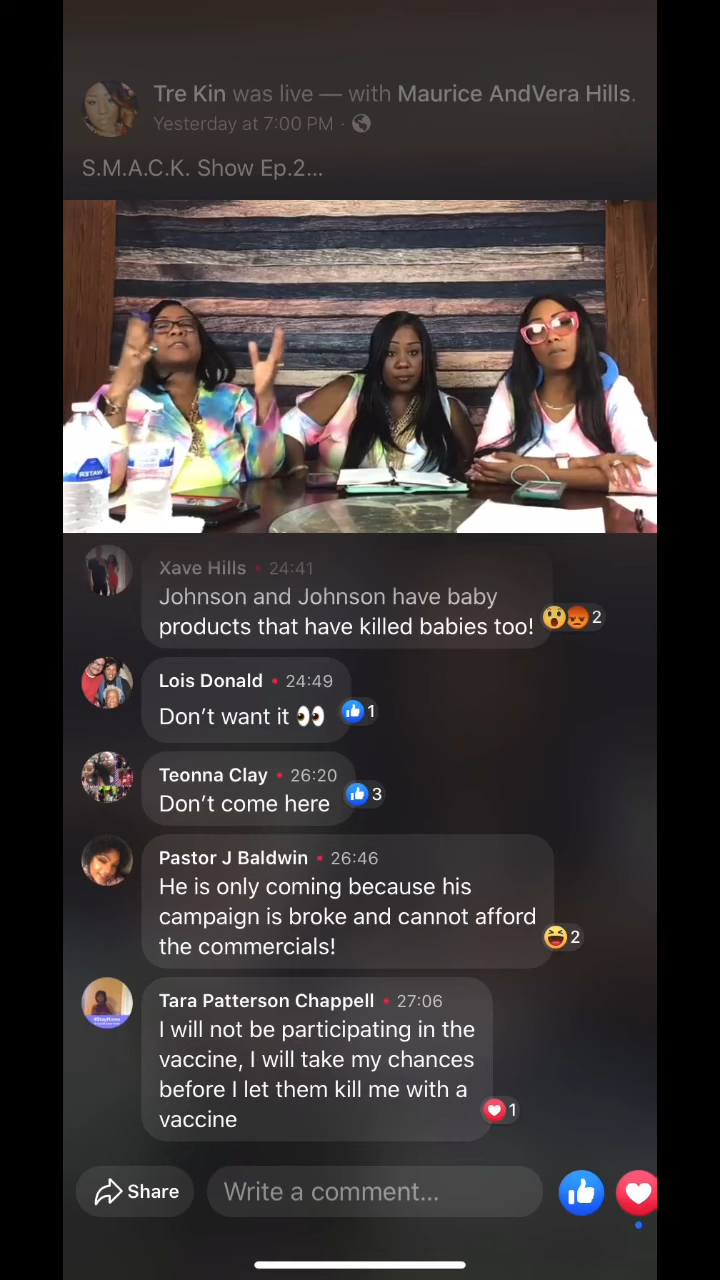 Tre Kin was live — with Maurice AndVera Hills.
Yesterday at 7:00 PM ·
S.M.A.C.K. Show Ep.2...
WATER
Xave Hills • 24:41
Johnson and Johnson have baby
products that have killed babies too!
2
Lois Donald • 24:49
Don't want it 👀
1
Teonna Clay • 26:20
Don't come here
3
Pastor J Baldwin • 26:46
He is only coming because his
campaign is broke and cannot afford
the commercials!
2
Tara Patterson Chappell • 27:06
I will not be participating in the
vaccine, I will take my chances
before I let them kill me with a
vaccine
1
Share
Write a comment...